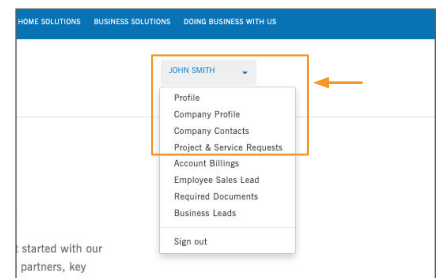 HOME SOLUTIONS BUSINESS SOLUTIONS DOING BUSINESS WITH US
JOHN SMITH
Profile
Company Profile
Company Contacts
Project & Service Requests
Account Billings
Employee Sales Lead
Required Documents
Business Leads
Sign out
started with our
partners, key